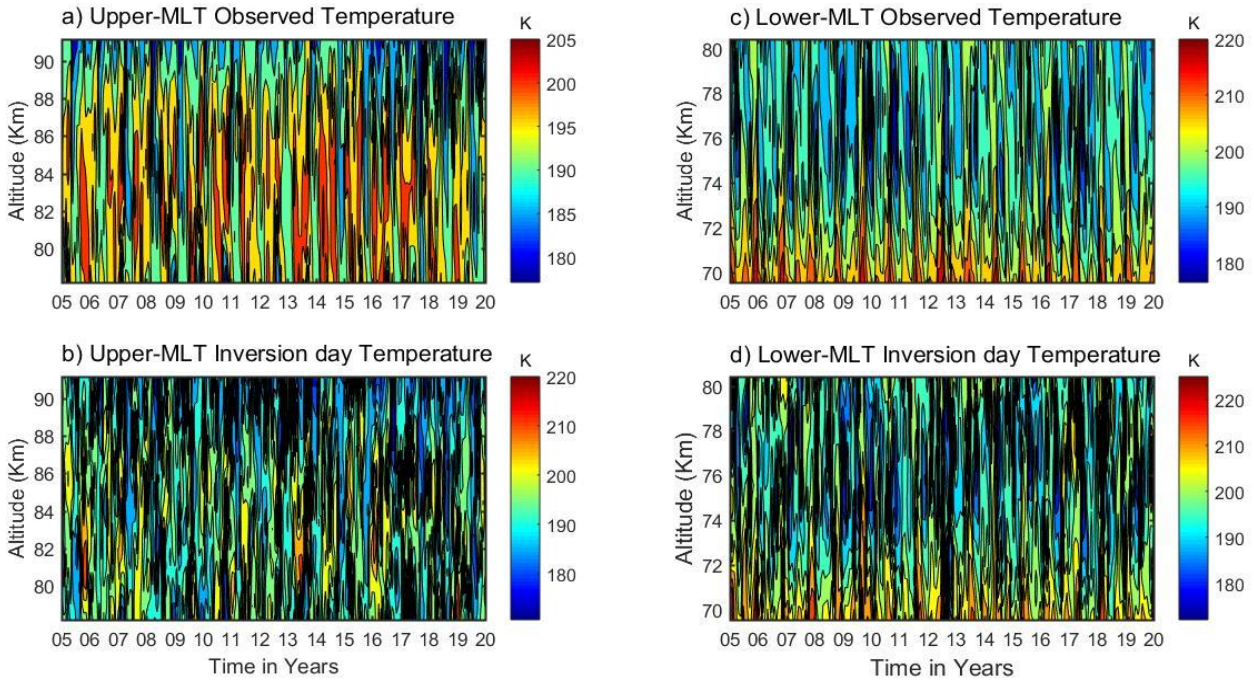 a) Upper-MLT Observed Temperature
K
205
200
195
190
185
180
Altitude (Km)
90
88
86
84
82
80
05 06 07 08 09 10 11 12 13 14 15 16 17 18 19 20
c) Lower-MLT Observed Temperature
K
220
210
200
190
180
Altitude (Km)
80
78
76
74
72
70
05 06 07 08 09 10 11 12 13 14 15 16 17 18 19 20
b) Upper-MLT Inversion day Temperature
K
220
210
200
190
180
Altitude (Km)
90
88
86
84
82
80
05 06 07 08 09 10 11 12 13 14 15 16 17 18 19 20
Time in Years
d) Lower-MLT Inversion day Temperature
K
220
210
200
190
180
Altitude (Km)
80
78
76
74
72
70
05 06 07 08 09 10 11 12 13 14 15 16 17 18 19 20
Time in Years